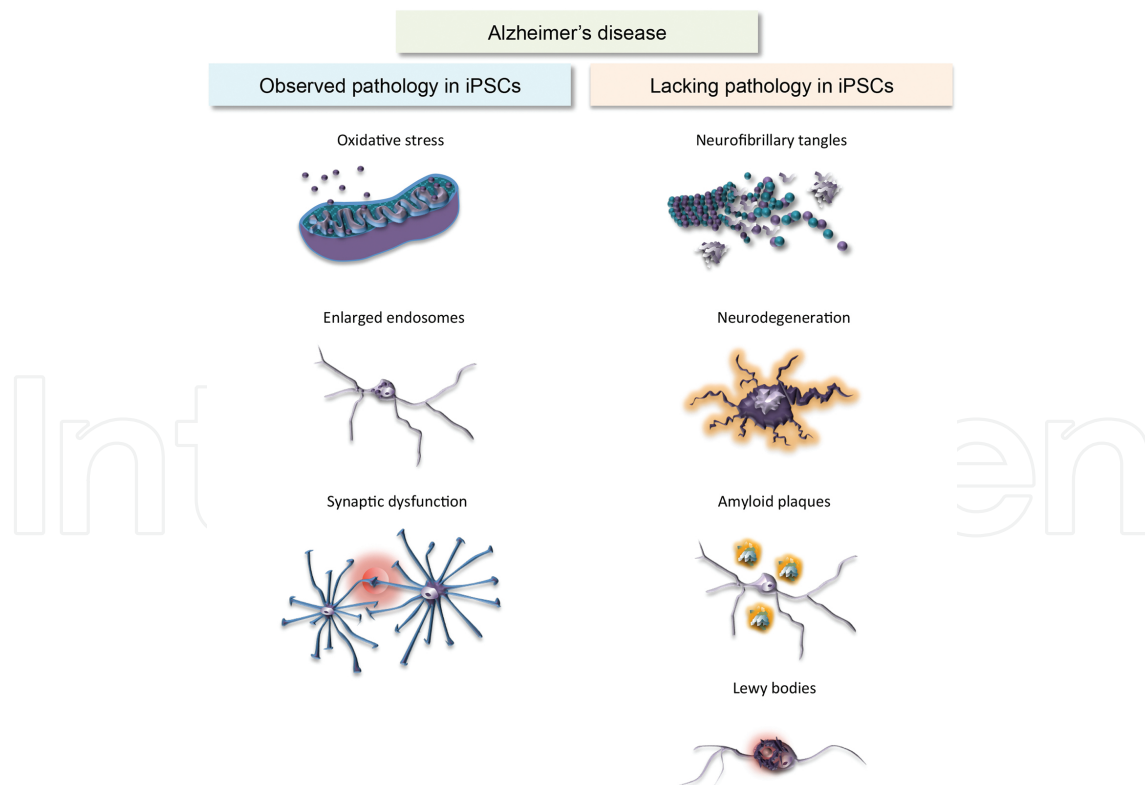 Alzheimer's disease
Observed pathology in iPSCs
Lacking pathology in iPSCs
Oxidative stress
Neurofibrillary tangles
Enlarged endosomes
Neurodegeneration
Synaptic dysfunction
Amyloid plaques
Lewy bodies